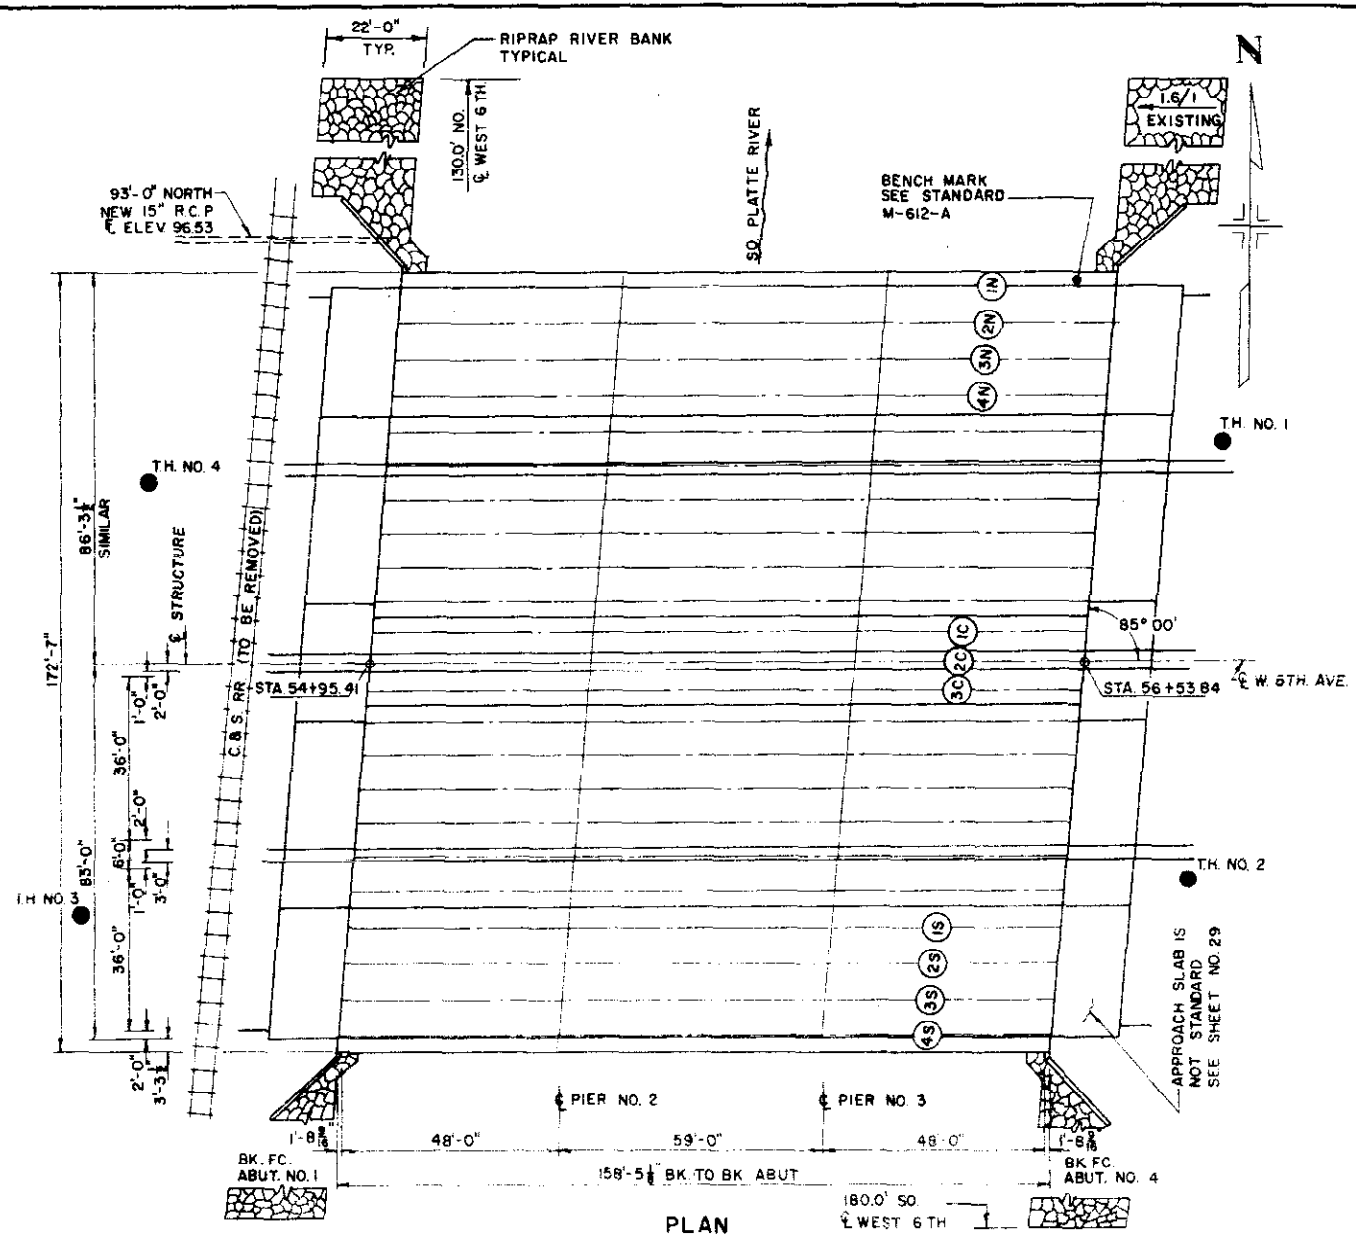 22'-0"
TYP.
RIPRAP RIVER BANK
TYPICAL
N
130.0' NO.
℄ WEST 6 TH.
SO PLATTE RIVER
1.6/1
EXISTING
93'-0" NORTH
NEW 15" R.C.P
ELEV 96.53
BENCH MARK
SEE STANDARD
M-612-A
1N
2N
3N
4N
T.H. NO. 1
T.H. NO. 4
86'-3½"
SIMILAR
℄ STRUCTURE
C.& S. RR (TO BE REMOVED)
172'-7"
1C
2C
3C
85° 00'
STA 54+95.41
STA. 56+53.84
℄ W. 6TH. AVE.
1'-0"
2'-0"
36'-0"
2'-0"
6'-0"
83'-0"
1'-0"
3'-0"
36'-0"
2'-0"
3'-3½"
T.H. NO. 2
T.H NO. 3
1S
2S
3S
4S
APPROACH SLAB IS
NOT STANDARD
SEE SHEET NO. 29
℄ PIER NO. 2
℄ PIER NO. 3
48'-0"
59'-0"
48'-0"
BK. FC.
ABUT. NO. 1
BK. TO BK. ABUT
BK FC.
ABUT. NO. 4
180.0' SO.
℄ WEST 6 TH
PLAN